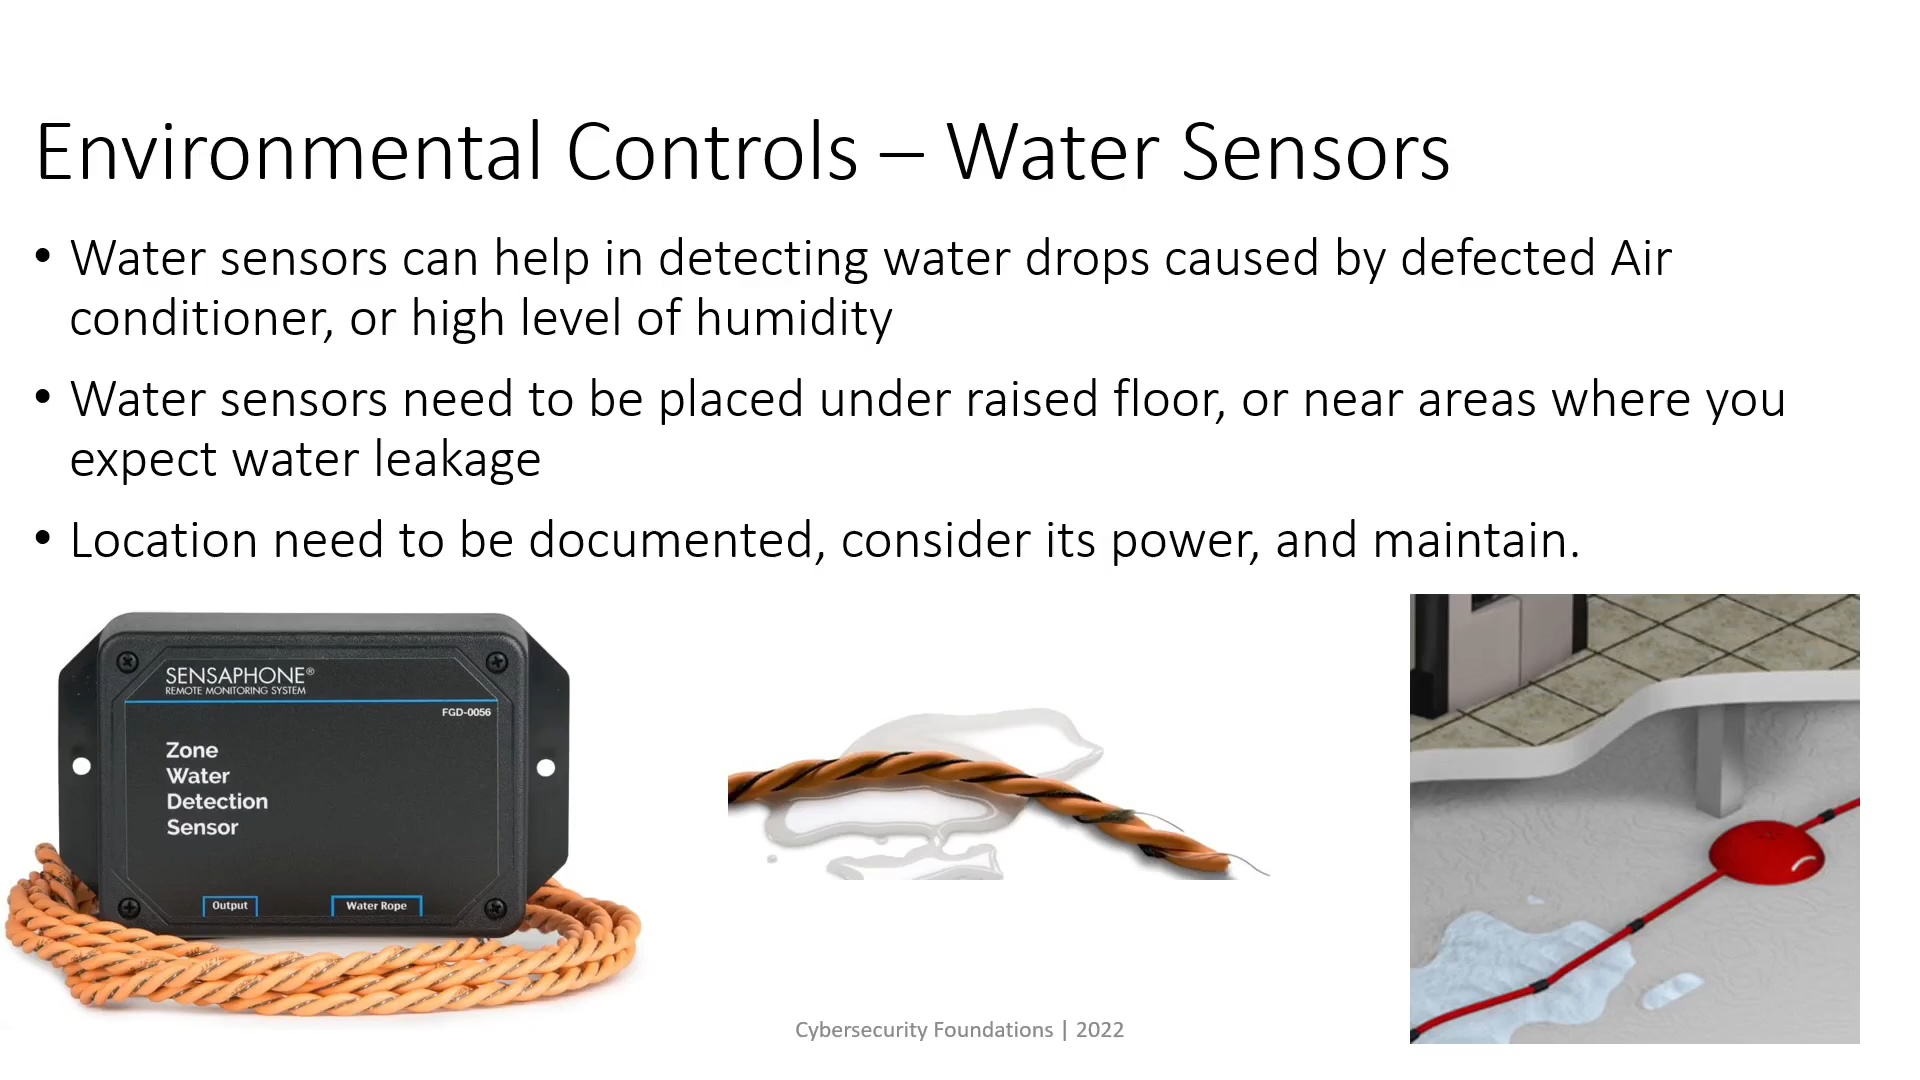 Environmental Controls – Water Sensors
• Water sensors can help in detecting water drops caused by defected Air
conditioner, or high level of humidity
• Water sensors need to be placed under raised floor, or near areas where you
expect water leakage
• Location need to be documented, consider its power, and maintain.
SENSAPHONE®
REMOTE MONITORING SYSTEM
FGD-0056
Zone
Water
Detection
Sensor
Output
Water Rope
Cybersecurity Foundations | 2022